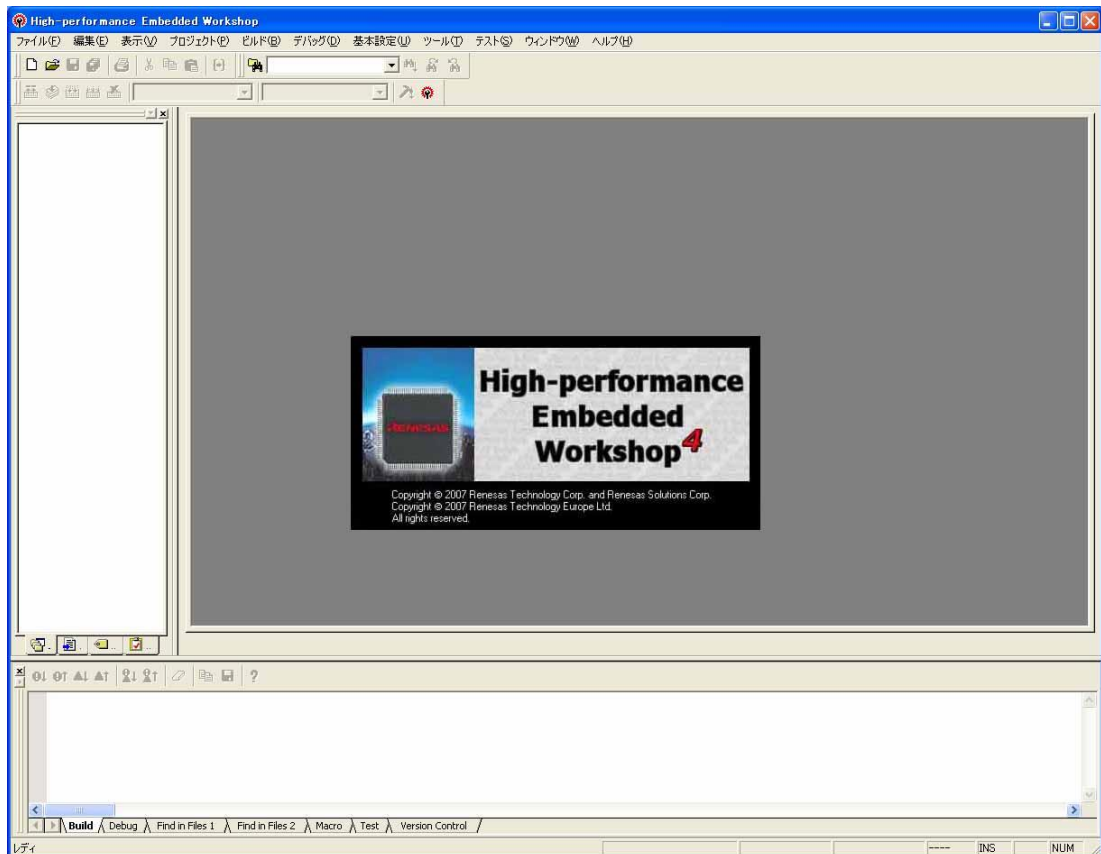 High-performance Embedded Workshop
ファイル(F) 編集(E) 表示(V) プロジェクト(P) ビルド(B) デバッグ(D) 基本設定(U) ツール(T) テスト(S) ウィンドウ(W) ヘルプ(H)
RENESAS
High-performance
Embedded
Workshop4
Copyright © 2007 Renesas Technology Corp. and Renesas Solutions Corp.
Copyright © 2007 Renesas Technology Europe Ltd.
All rights reserved.
Build Debug Find in Files 1 Find in Files 2 Macro Test Version Control
レディ ---- INS NUM